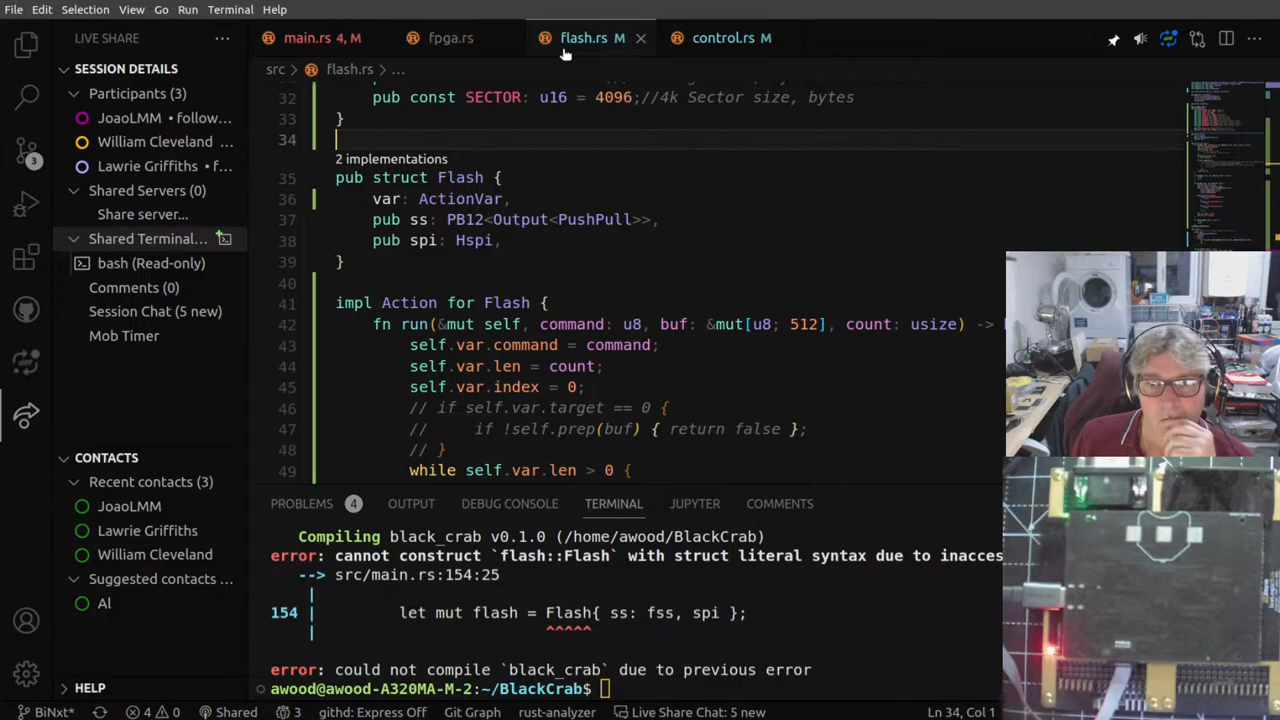 File Edit Selection View Go Run Terminal Help
LIVE SHARE ...
main.rs 4, M
fpga.rs
flash.rs M
control.rs M
SESSION DETAILS
Participants (3)
JoaoLMM • follow...
William Cleveland ...
Lawrie Griffiths • f...
Shared Servers (0)
Share server...
Shared Terminal...
bash (Read-only)
Comments (0)
Session Chat (5 new)
Mob Timer
3
CONTACTS
Recent contacts (3)
JoaoLMM
Lawrie Griffiths
William Cleveland
Suggested contacts ...
Al
HELP
src > flash.rs > ...
32 pub const SECTOR: u16 = 4096;//4k Sector size, bytes
33 }
34
2 implementations
35 pub struct Flash {
36 var: ActionVar,
37 pub ss: PB12<Output<PushPull>>,
38 pub spi: Hspi,
39 }
40
41 impl Action for Flash {
42 fn run(&mut self, command: u8, buf: &mut[u8; 512], count: usize) ->
43 self.var.command = command;
44 self.var.len = count;
45 self.var.index = 0;
46 // if self.var.target == 0 {
47 // if !self.prep(buf) { return false };
48 // }
49 while self.var.len > 0 {
PROBLEMS 4 OUTPUT DEBUG CONSOLE TERMINAL JUPYTER COMMENTS
Compiling black_crab v0.1.0 (/home/awood/BlackCrab)
error: cannot construct `flash::Flash` with struct literal syntax due to inacces
--> src/main.rs:154:25
|
154 | let mut flash = Flash{ ss: fss, spi };
| ^^^^^
error: could not compile `black_crab` due to previous error
awood@awood-A320MA-M-2:~/BlackCrab$
BiNxt* 4 0 Shared 3 githd: Express Off Git Graph rust-analyzer Live Share Chat: 5 new Ln 34, Col 1